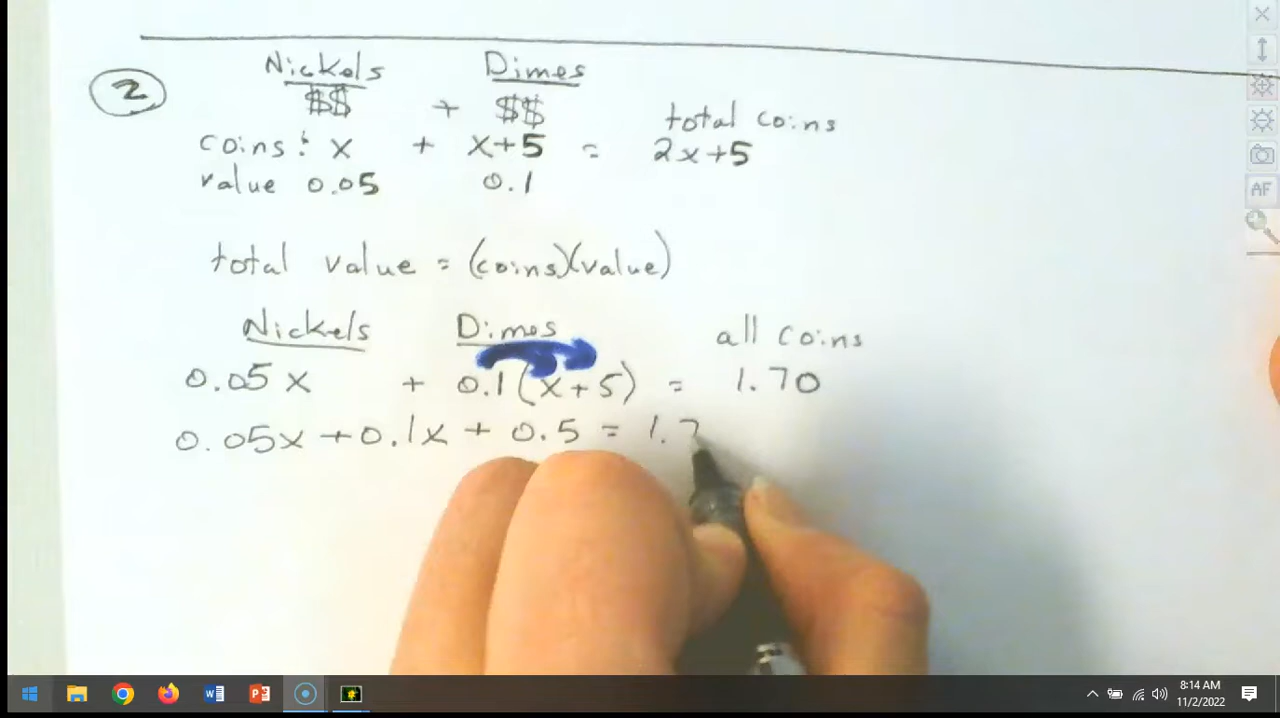 Nickels Dimes
2 $$ + $$ total coins
coins: x + x+5 = 2x+5
value 0.05 0.1
total value = (coins)(value)
Nickels Dimes all coins
0.05x + 0.1(x+5) = 1.70
0.05x + 0.1x + 0.5 = 1.7
AF
8:14 AM
11/2/2022